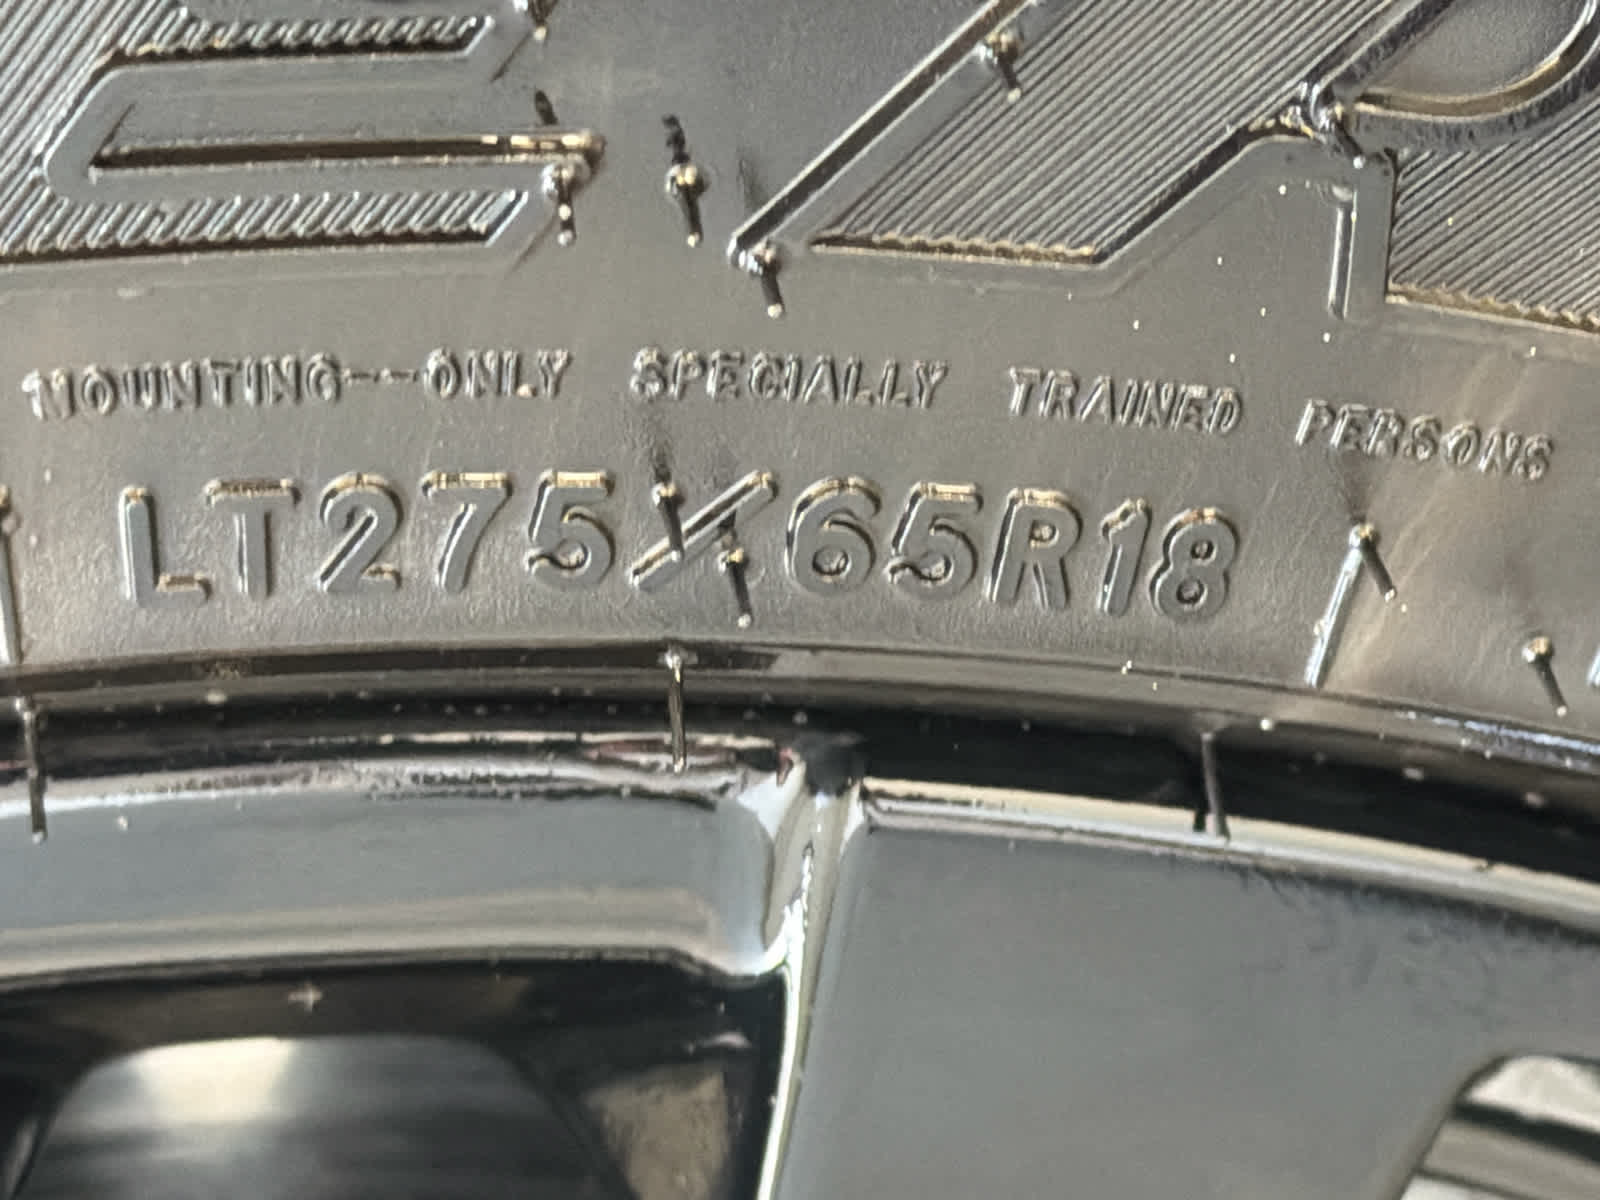 MOUNTING--ONLY SPECIALLY TRAINED PERSONS
LT275/65R18